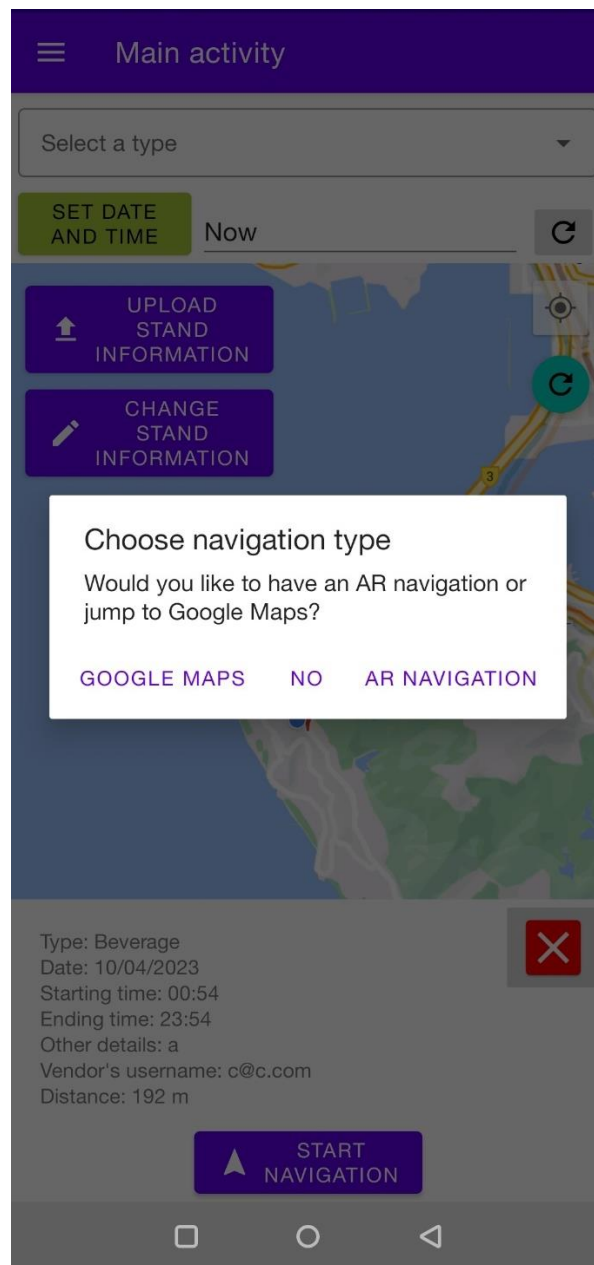 Main activity
Select a type
SET DATE
AND TIME
Now
UPLOAD
STAND
INFORMATION
CHANGE
STAND
INFORMATION
3
Choose navigation type
Would you like to have an AR navigation or
jump to Google Maps?
GOOGLE MAPS NO AR NAVIGATION
Type: Beverage
Date: 10/04/2023
Starting time: 00:54
Ending time: 23:54
Other details: a
Vendor's username: c@c.com
Distance: 192 m
START
NAVIGATION